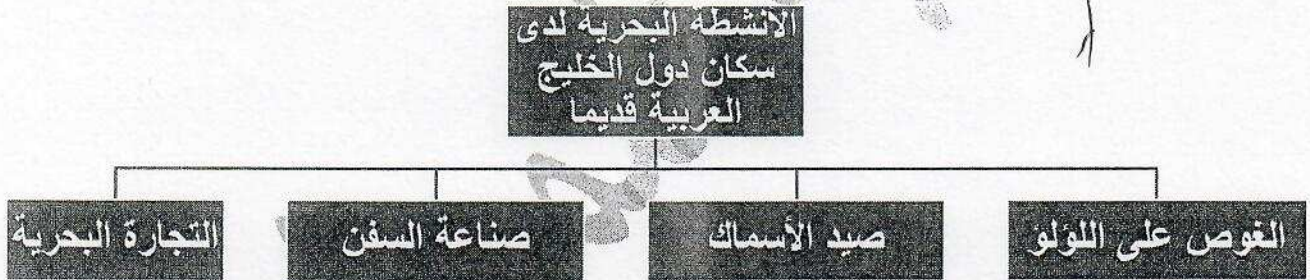 الانشطة البحرية لدى
سكان دول الخليج
العربية قديما
الغوص على اللؤلؤ
صيد الأسماك
صناعة السفن
التجارة البحرية